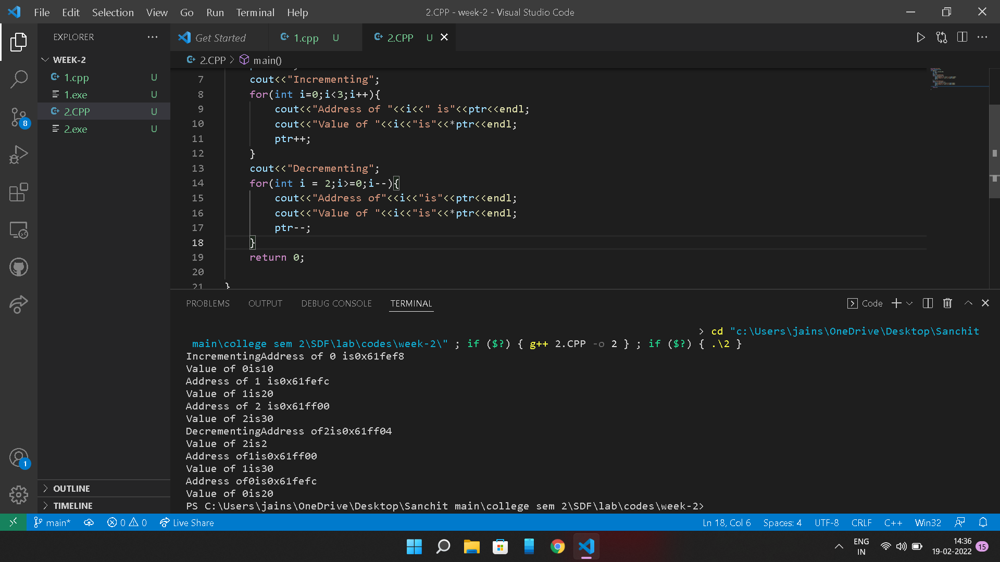 File Edit Selection View Go Run Terminal Help 2.CPP - week-2 - Visual Studio Code
EXPLORER
Get Started
1.cpp U
2.CPP U
WEEK-2
2.CPP main()
1.cpp U
1.exe U
2.CPP U
2.exe U
8
7 cout<<"Incrementing";
8 for(int i=0;i<3;i++){
9 cout<<"Address of "<<i<<" is"<<ptr<<endl;
10 cout<<"Value of "<<i<<"is"<<*ptr<<endl;
11 ptr++;
12 }
13 cout<<"Decrementing";
14 for(int i = 2;i>=0;i--){
15 cout<<"Address of"<<i<<"is"<<ptr<<endl;
16 cout<<"Value of "<<i<<"is"<<*ptr<<endl;
17 ptr--;
18 }
19 return 0;
20
21 }
PROBLEMS OUTPUT DEBUG CONSOLE TERMINAL Code
> cd "c:\Users\jains\OneDrive\Desktop\Sanchit
main\college sem 2\SDF\lab\codes\week-2\" ; if ($?) { g++ 2.CPP -o 2 } ; if ($?) { .\2 }
IncrementingAddress of 0 is0x61fef8
Value of 0is10
Address of 1 is0x61fefc
Value of 1is20
Address of 2 is0x61ff00
Value of 2is30
DecrementingAddress of2is0x61ff04
Value of 2is2
Address of1is0x61ff00
Value of 1is30
Address of0is0x61fefc
Value of 0is20
PS C:\Users\jains\OneDrive\Desktop\Sanchit main\college sem 2\SDF\lab\codes\week-2>
1
OUTLINE
TIMELINE
main* 0 0 Live Share Ln 18, Col 6 Spaces: 4 UTF-8 CRLF C++ Win32
ENG
IN
14:36
19-02-2022
15